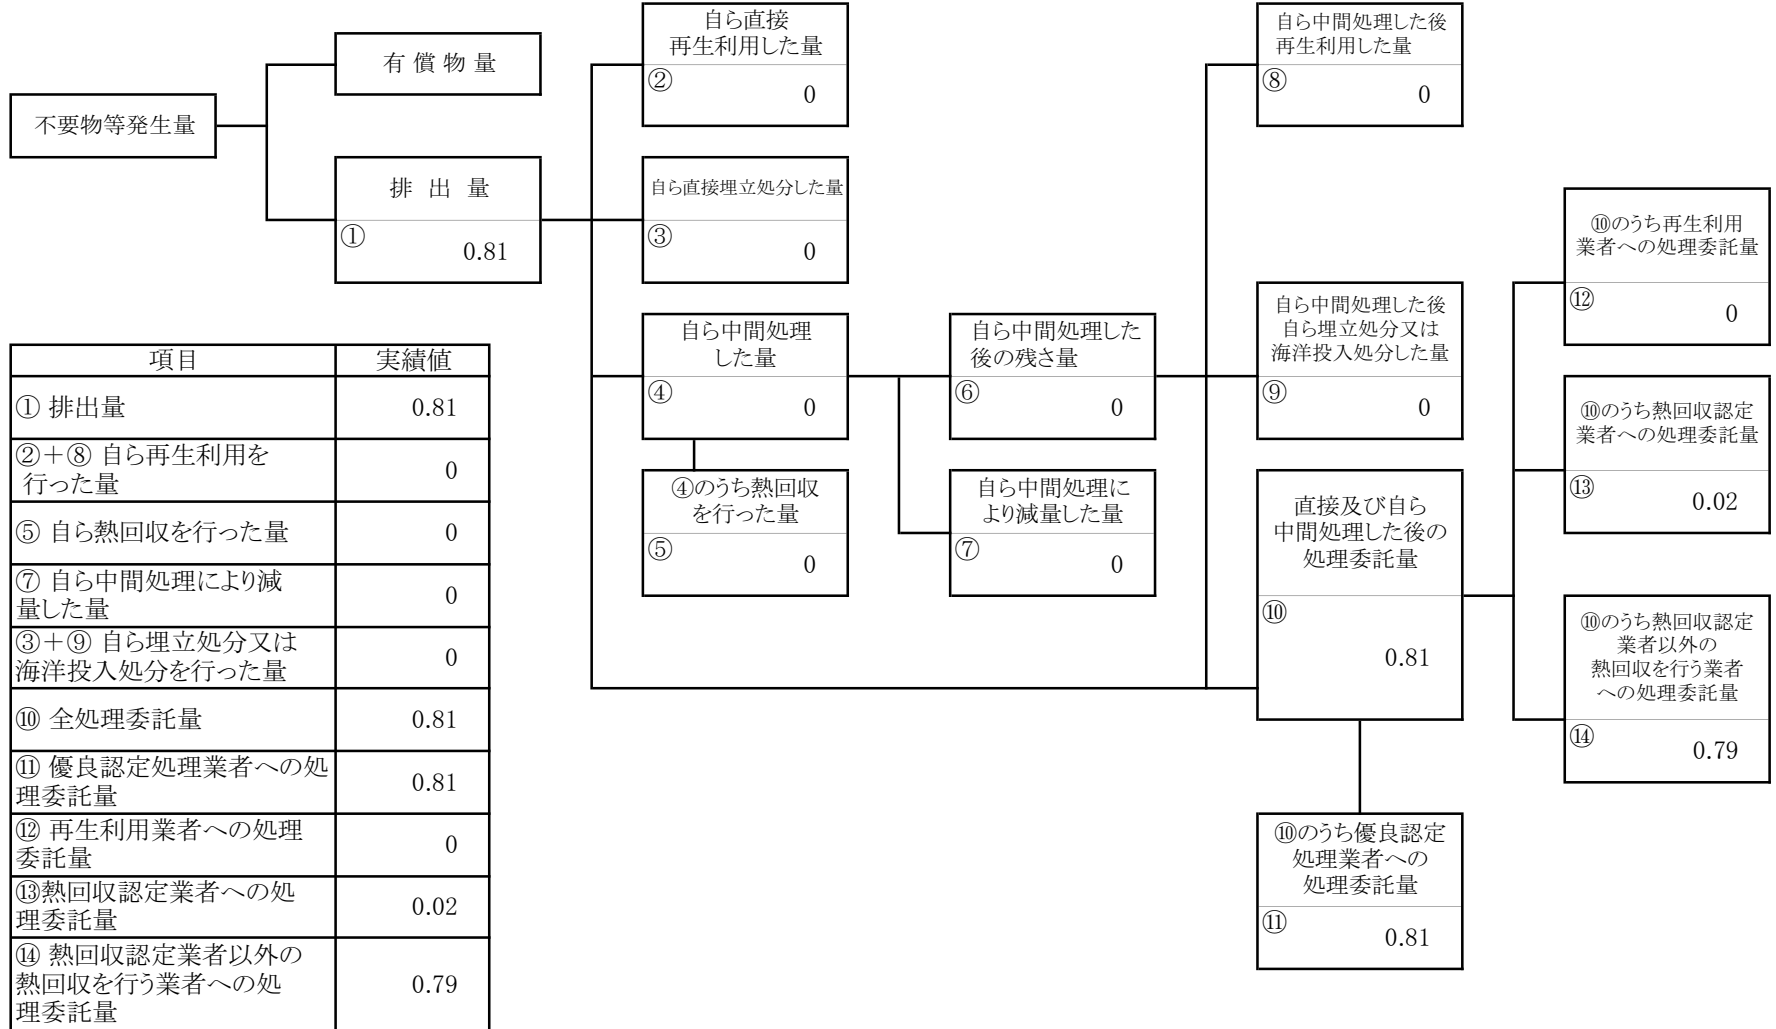 自ら直接
再生利用した量
②
0
自ら中間処理した後
再生利用した量
⑧
0
有 償 物 量
不要物等発生量
排 出 量
①
0.81
自ら直接埋立処分した量
③
0
⑩のうち再生利用
業者への処理委託量
⑫
0
自ら中間処理
した量
④
0
自ら中間処理した
後の残さ量
⑥
0
自ら中間処理した後
自ら埋立処分又は
海洋投入処分した量
⑨
0
⑩のうち熱回収認定
業者への処理委託量
⑬
0.02
④のうち熱回収
を行った量
⑤
0
自ら中間処理に
より減量した量
⑦
0
直接及び自ら
中間処理した後の
処理委託量
⑩
0.81
⑩のうち熱回収認定
業者以外の
熱回収を行う業者
への処理委託量
⑭
0.79
⑩のうち優良認定
処理業者への
処理委託量
⑪
0.81
項目 実績値
① 排出量 0.81
②＋⑧ 自ら再生利用を
行った量 0
⑤ 自ら熱回収を行った量 0
⑦ 自ら中間処理により減
量した量 0
③＋⑨ 自ら埋立処分又は
海洋投入処分を行った量 0
⑩ 全処理委託量 0.81
⑪ 優良認定処理業者への処
理委託量 0.81
⑫ 再生利用業者への処理
委託量 0
⑬熱回収認定業者への処
理委託量 0.02
⑭ 熱回収認定業者以外の
熱回収を行う業者への処
理委託量 0.79